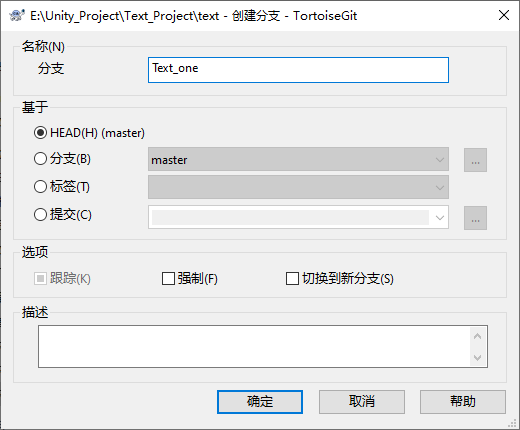 E:\Unity_Project\Text_Project\text - 创建分支 - TortoiseGit
名称(N)
分支 Text_one
基于
HEAD(H) (master)
分支(B) master ...
标签(T)
提交(C) ...
选项
跟踪(K) 强制(F) 切换到新分支(S)
描述
确定 取消 帮助